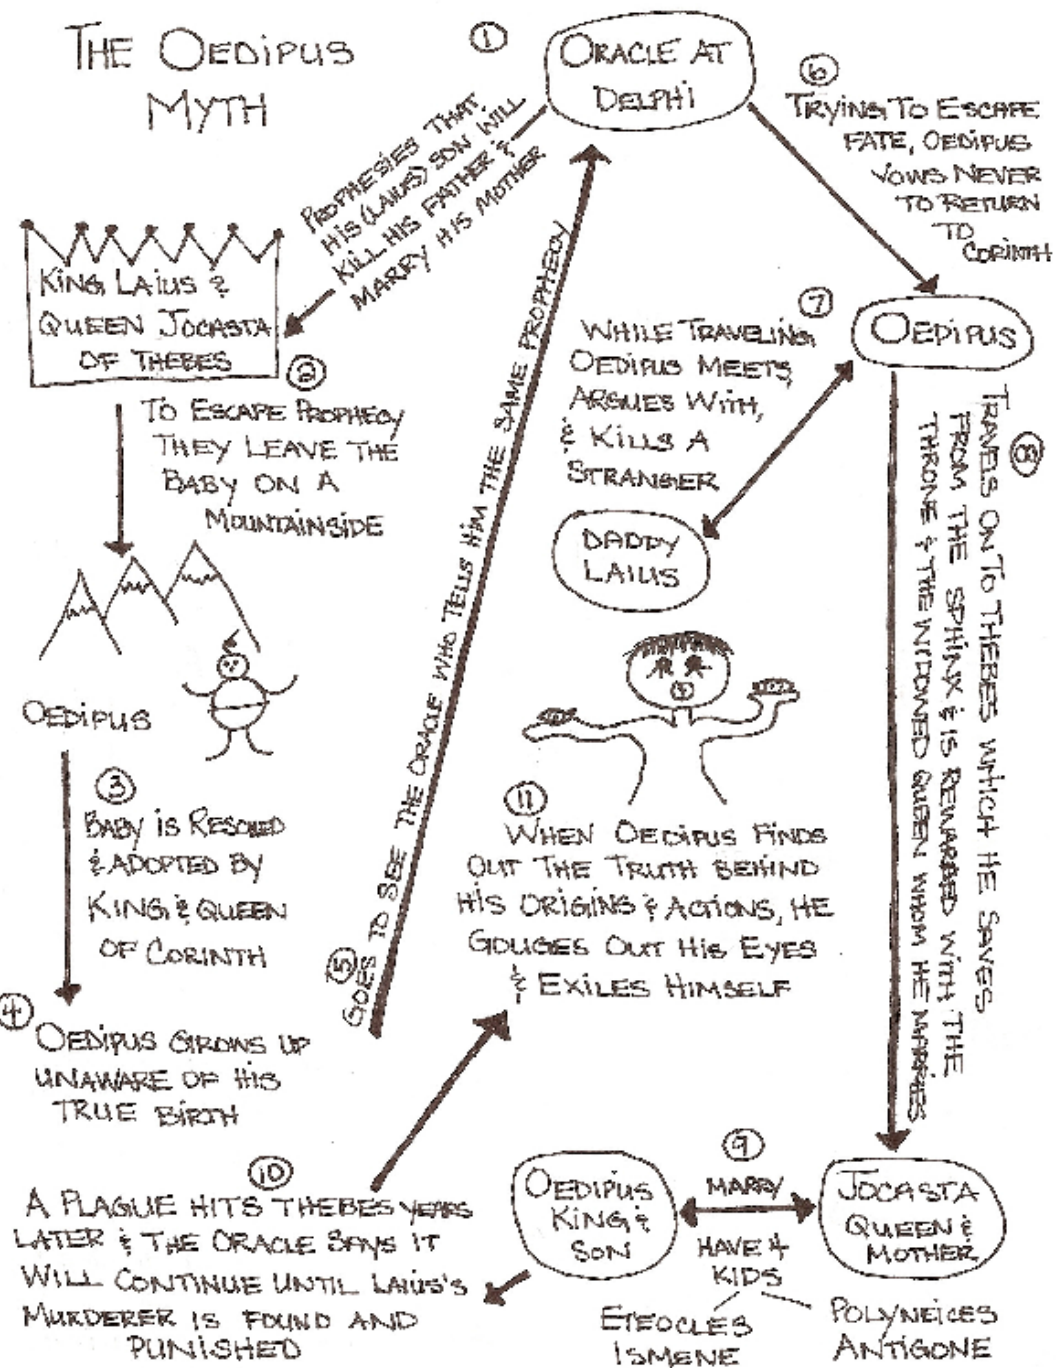 THE OEDIPUS
MYTH
①
ORACLE AT
DELPHI
PROPHESIES THAT
HIS (LAIUS) SON WILL
KILL HIS FATHER &
MARRY HIS MOTHER
KING LAIUS &
QUEEN JOCASTA
OF THEBES
②
TO ESCAPE PROPHECY
THEY LEAVE THE
BABY ON A
MOUNTAINSIDE
OEDIPUS
③
BABY IS RESCUED
& ADOPTED BY
KING & QUEEN
OF CORINTH
④
OEDIPUS GROWS UP
UNAWARE OF HIS
TRUE BIRTH
⑤
GOES TO SEE THE ORACLE WHO TELLS HIM THE SAME PROPHECY
⑥
TRYING TO ESCAPE
FATE, OEDIPUS
VOWS NEVER
TO RETURN
TO
CORINTH
OEDIPUS
⑦
WHILE TRAVELING
OEDIPUS MEETS,
ARGUES WITH,
& KILLS A
STRANGER
DADDY
LAIUS
⑧
TRAVELS ON TO THEBES WHICH HE SAVES
FROM THE SPHINX & IS REWARDED WITH THE
THRONE & THE WIDOWED QUEEN WHOM HE MARRIES
⑨
MARRY
OEDIPUS
KING &
SON
JOCASTA
QUEEN &
MOTHER
HAVE 4
KIDS
ETEOCLES
ISMENE
POLYNEICES
ANTIGONE
⑩
A PLAGUE HITS THEBES YEARS
LATER & THE ORACLE SAYS IT
WILL CONTINUE UNTIL LAIUS'S
MURDERER IS FOUND AND
PUNISHED
⑪
WHEN OEDIPUS FINDS
OUT THE TRUTH BEHIND
HIS ORIGINS & ACTIONS, HE
GOUGES OUT HIS EYES
& EXILES HIMSELF